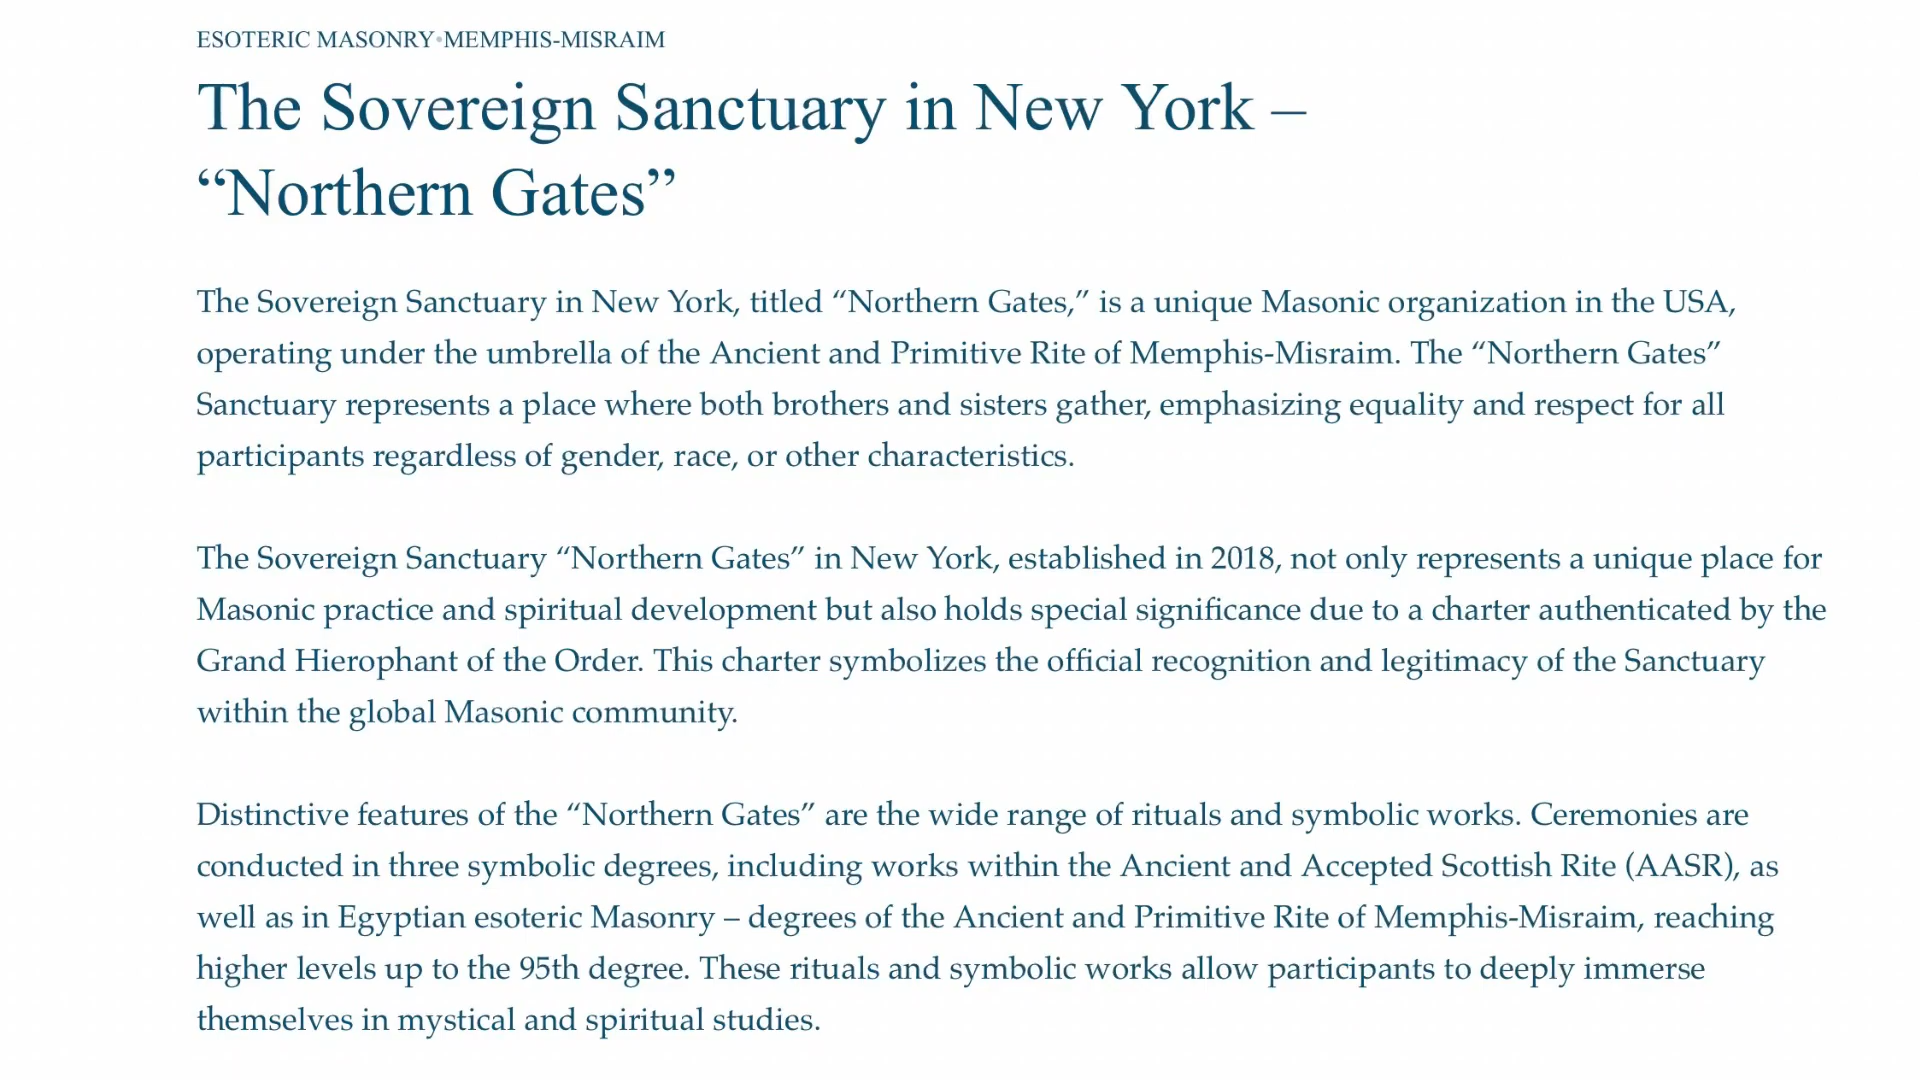 ESOTERIC MASONRY•MEMPHIS-MISRAIM
The Sovereign Sanctuary in New York –
“Northern Gates”
The Sovereign Sanctuary in New York, titled “Northern Gates,” is a unique Masonic organization in the USA,
operating under the umbrella of the Ancient and Primitive Rite of Memphis-Misraim. The “Northern Gates”
Sanctuary represents a place where both brothers and sisters gather, emphasizing equality and respect for all
participants regardless of gender, race, or other characteristics.
The Sovereign Sanctuary “Northern Gates” in New York, established in 2018, not only represents a unique place for
Masonic practice and spiritual development but also holds special significance due to a charter authenticated by the
Grand Hierophant of the Order. This charter symbolizes the official recognition and legitimacy of the Sanctuary
within the global Masonic community.
Distinctive features of the “Northern Gates” are the wide range of rituals and symbolic works. Ceremonies are
conducted in three symbolic degrees, including works within the Ancient and Accepted Scottish Rite (AASR), as
well as in Egyptian esoteric Masonry – degrees of the Ancient and Primitive Rite of Memphis-Misraim, reaching
higher levels up to the 95th degree. These rituals and symbolic works allow participants to deeply immerse
themselves in mystical and spiritual studies.